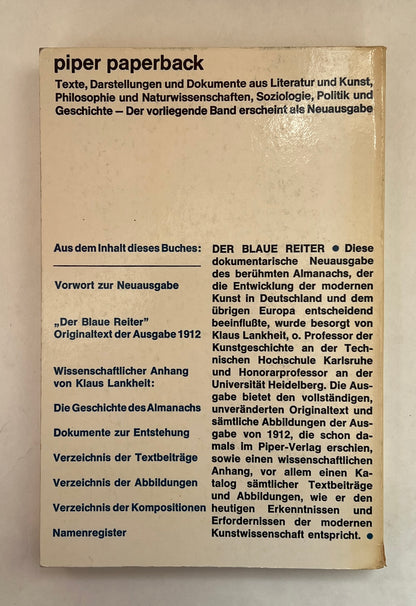 piper paperback
Texte, Darstellungen und Dokumente aus Literatur und Kunst,
Philosophie und Naturwissenschaften, Soziologie, Politik und
Geschichte – Der vorliegende Band erscheint als Neuausgabe
Aus dem Inhalt dieses Buches:
Vorwort zur Neuausgabe
„Der Blaue Reiter”
Originaltext der Ausgabe 1912
Wissenschaftlicher Anhang
von Klaus Lankheit:
Die Geschichte des Almanachs
Dokumente zur Entstehung
Verzeichnis der Textbeiträge
Verzeichnis der Abbildungen
Verzeichnis der Kompositionen
Namenregister
DER BLAUE REITER ● Diese
dokumentarische Neuausgabe
des berühmten Almanachs, der
die Entwicklung der modernen
Kunst in Deutschland und dem
übrigen Europa entscheidend
beeinflußte, wurde besorgt von
Klaus Lankheit, o. Professor der
Kunstgeschichte an der Tech-
nischen Hochschule Karlsruhe
und Honorarprofessor an der
Universität Heidelberg. Die Aus-
gabe bietet den vollständigen,
unveränderten Originaltext und
sämtliche Abbildungen der Aus-
gabe von 1912, die schon da-
mals im Piper-Verlag erschien,
sowie einen wissenschaftlichen
Anhang, vor allem einen Ka-
talog sämtlicher Textbeiträge
und Abbildungen, wie er den
heutigen Erkenntnissen und
Erfordernissen der modernen
Kunstwissenschaft entspricht. ●